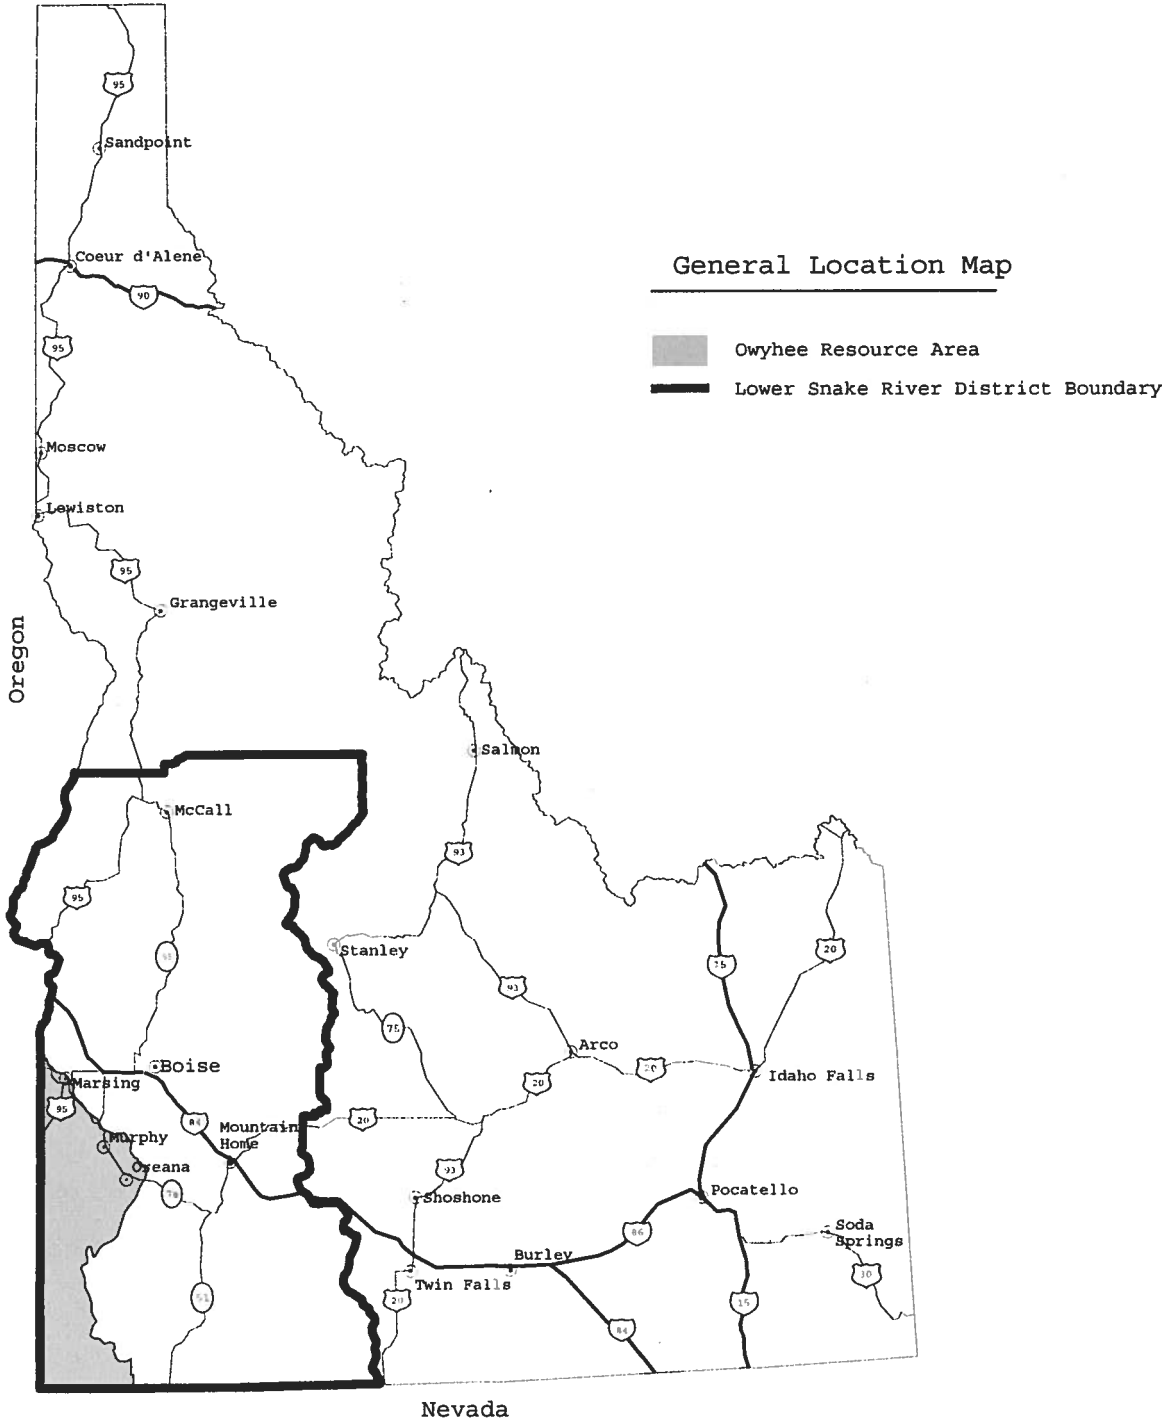 95
Sandpoint
Coeur d'Alene
90
General Location Map
95
Owyhee Resource Area
Lower Snake River District Boundary
Moscow
Lewiston
95
Grangeville
Oregon
Salmon
McCall
93
95
Stanley
20
15
93
75
Arco
Boise
20
Idaho Falls
Marsing
20
95
84
20
Mountain
Home
Murphy
Oreana
93
78
Shoshone
Pocatello
Soda
Springs
86
Burley
30
Twin Falls
51
20
15
84
Nevada